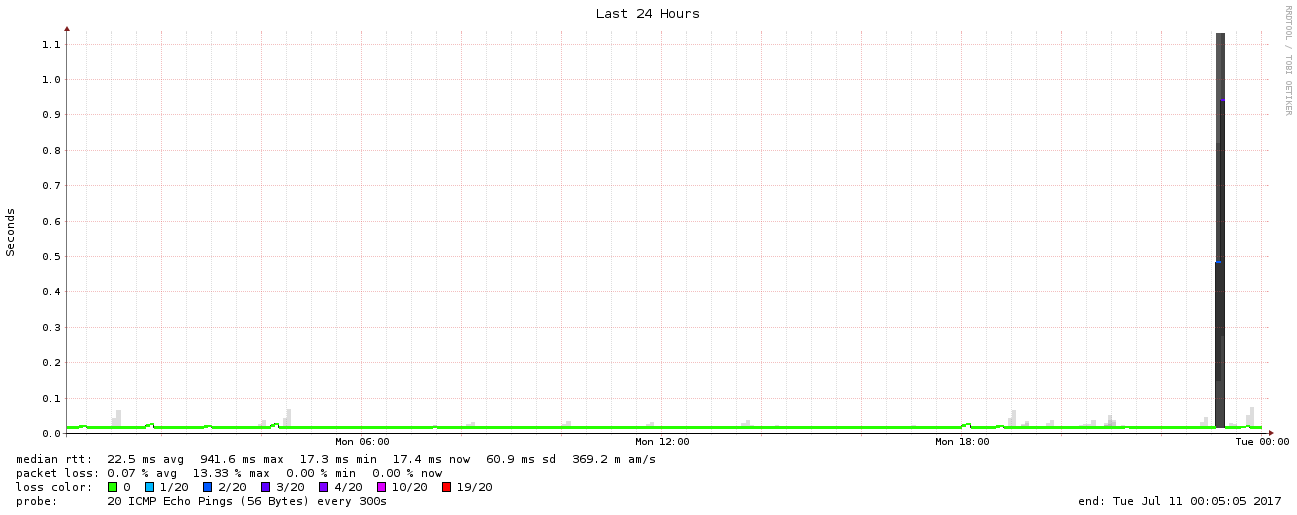 Last 24 Hours
RRDTOOL / TOBI OETIKER
Seconds
1.1
1.0
0.9
0.8
0.7
0.6
0.5
0.4
0.3
0.2
0.1
0.0
Mon 06:00 Mon 12:00 Mon 18:00 Tue 00:00
median rtt: 22.5 ms avg 941.6 ms max 17.3 ms min 17.4 ms now 60.9 ms sd 369.2 m am/s
packet loss: 0.07 % avg 13.33 % max 0.00 % min 0.00 % now
loss color: 0 1/20 2/20 3/20 4/20 10/20 19/20
probe: 20 ICMP Echo Pings (56 Bytes) every 300s end: Tue Jul 11 00:05:05 2017